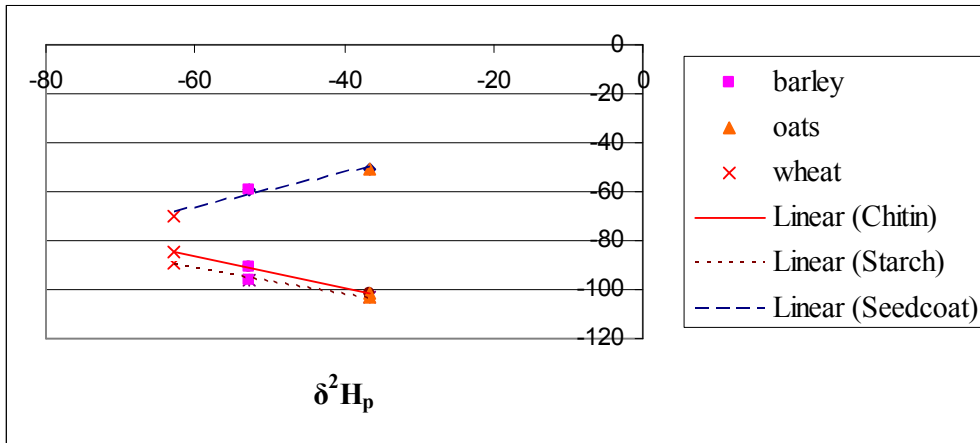 -80 -60 -40 -20 0
0
-20
-40
-60
-80
-100
-120
δ²Hₚ
barley
oats
wheat
Linear (Chitin)
Linear (Starch)
Linear (Seedcoat)